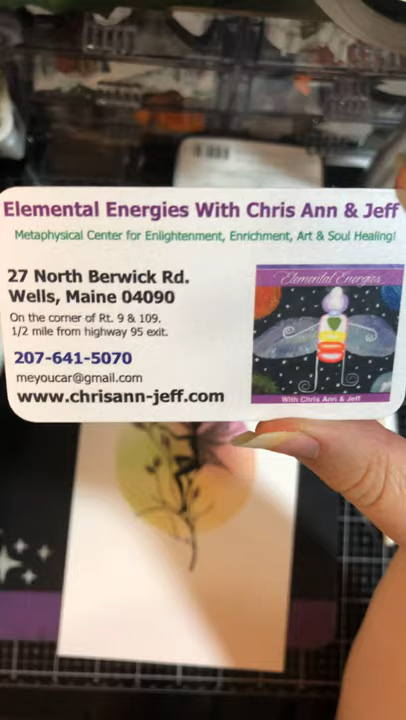 Elemental Energies With Chris Ann & Jeff
Metaphysical Center for Enlightenment, Enrichment, Art & Soul Healing!
27 North Berwick Rd.
Wells, Maine 04090
On the corner of Rt. 9 & 109.
1/2 mile from highway 95 exit.
207-641-5070
meyoucar@gmail.com
www.chrisann-jeff.com
Elemental Energies
With Chris Ann & Jeff